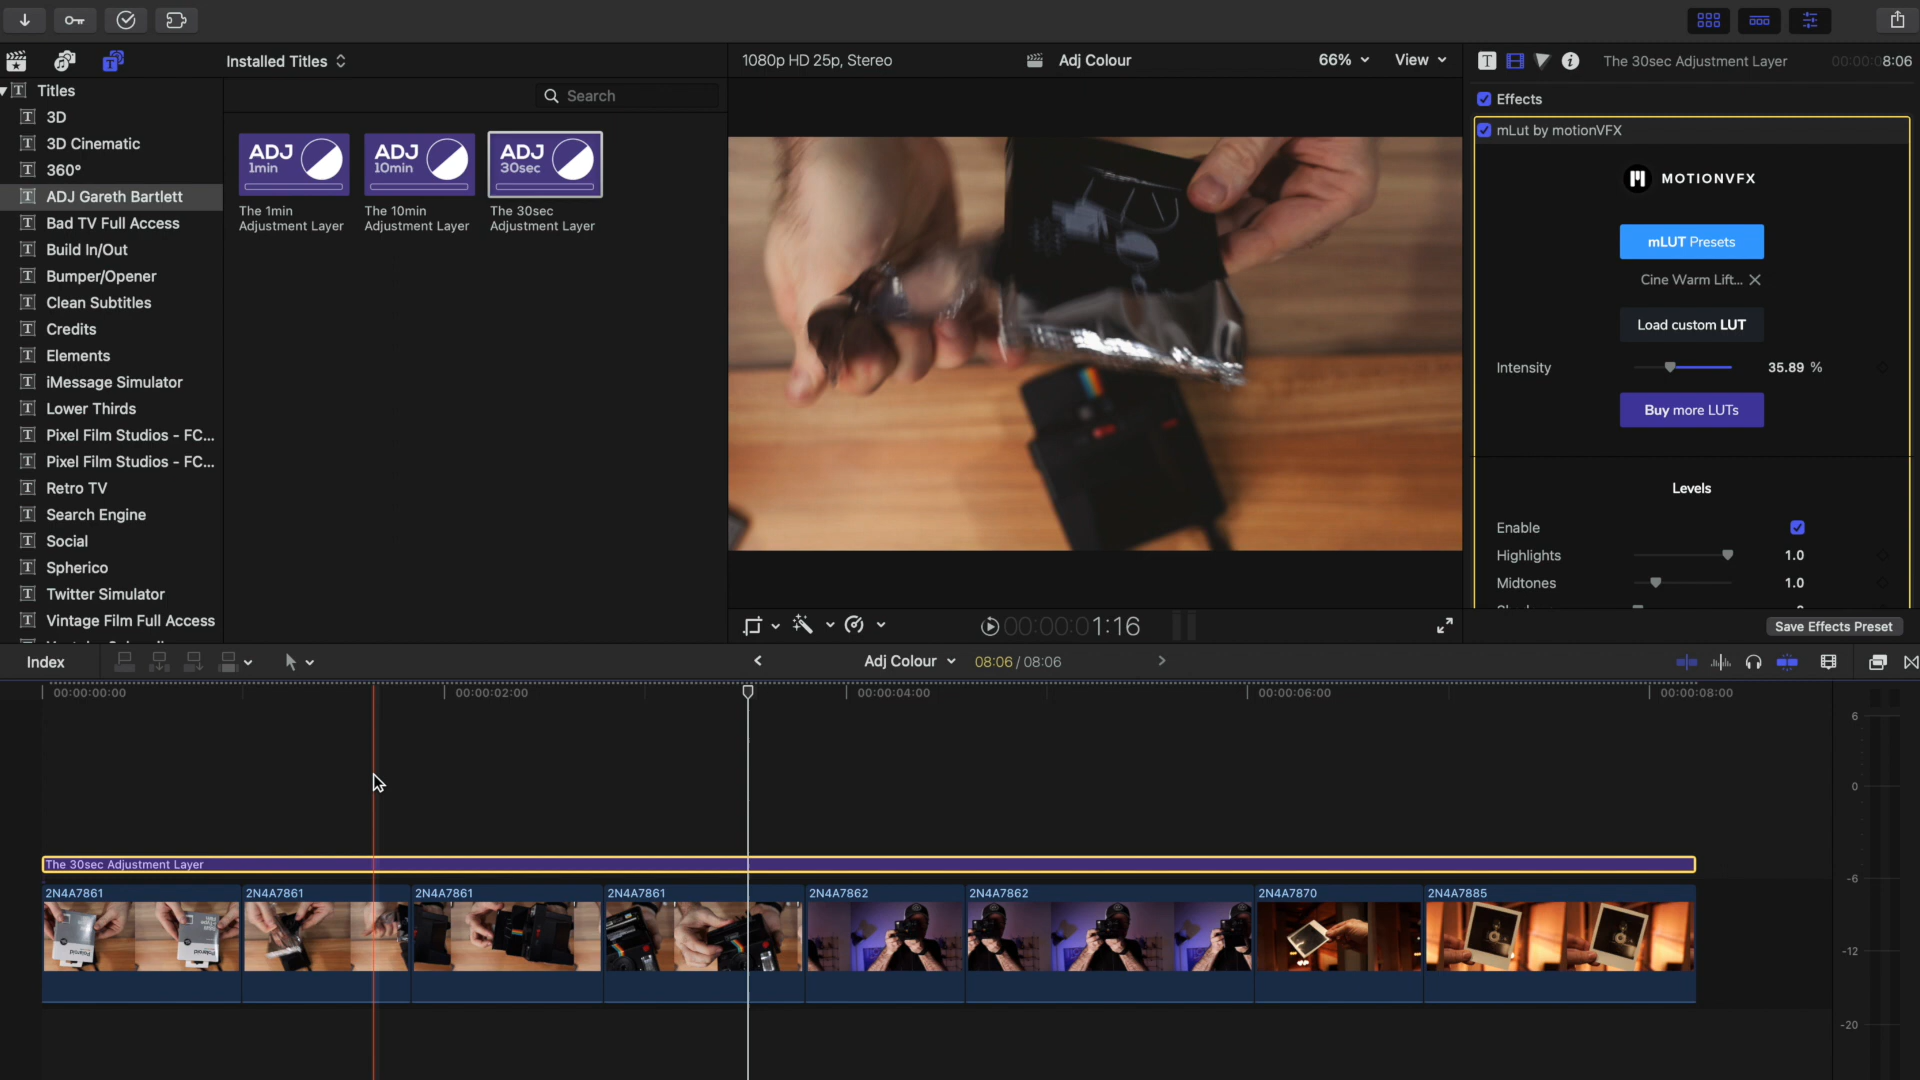 Installed Titles
1080p HD 25p, Stereo
Adj Colour
66%
View
The 30sec Adjustment Layer
00:00:08:06
Titles
3D
3D Cinematic
360°
ADJ Gareth Bartlett
Bad TV Full Access
Build In/Out
Bumper/Opener
Clean Subtitles
Credits
Elements
iMessage Simulator
Lower Thirds
Pixel Film Studios - FC...
Pixel Film Studios - FC...
Retro TV
Search Engine
Social
Spherico
Twitter Simulator
Vintage Film Full Access
Search
ADJ
1min
The 1min
Adjustment Layer
ADJ
10min
The 10min
Adjustment Layer
ADJ
30sec
The 30sec
Adjustment Layer
Effects
mLut by motionVFX
MOTIONVFX
mLUT Presets
Cine Warm Lift...
Load custom LUT
Intensity
35.89 %
Buy more LUTs
Levels
Enable
Highlights
1.0
Midtones
1.0
00:00:01:16
Save Effects Preset
Index
Adj Colour
08:06 / 08:06
00:00:00:00
00:00:02:00
00:00:04:00
00:00:06:00
00:00:08:00
The 30sec Adjustment Layer
2N4A7861
2N4A7861
2N4A7861
2N4A7861
2N4A7862
2N4A7862
2N4A7870
2N4A7885
6
0
-6
-12
-20